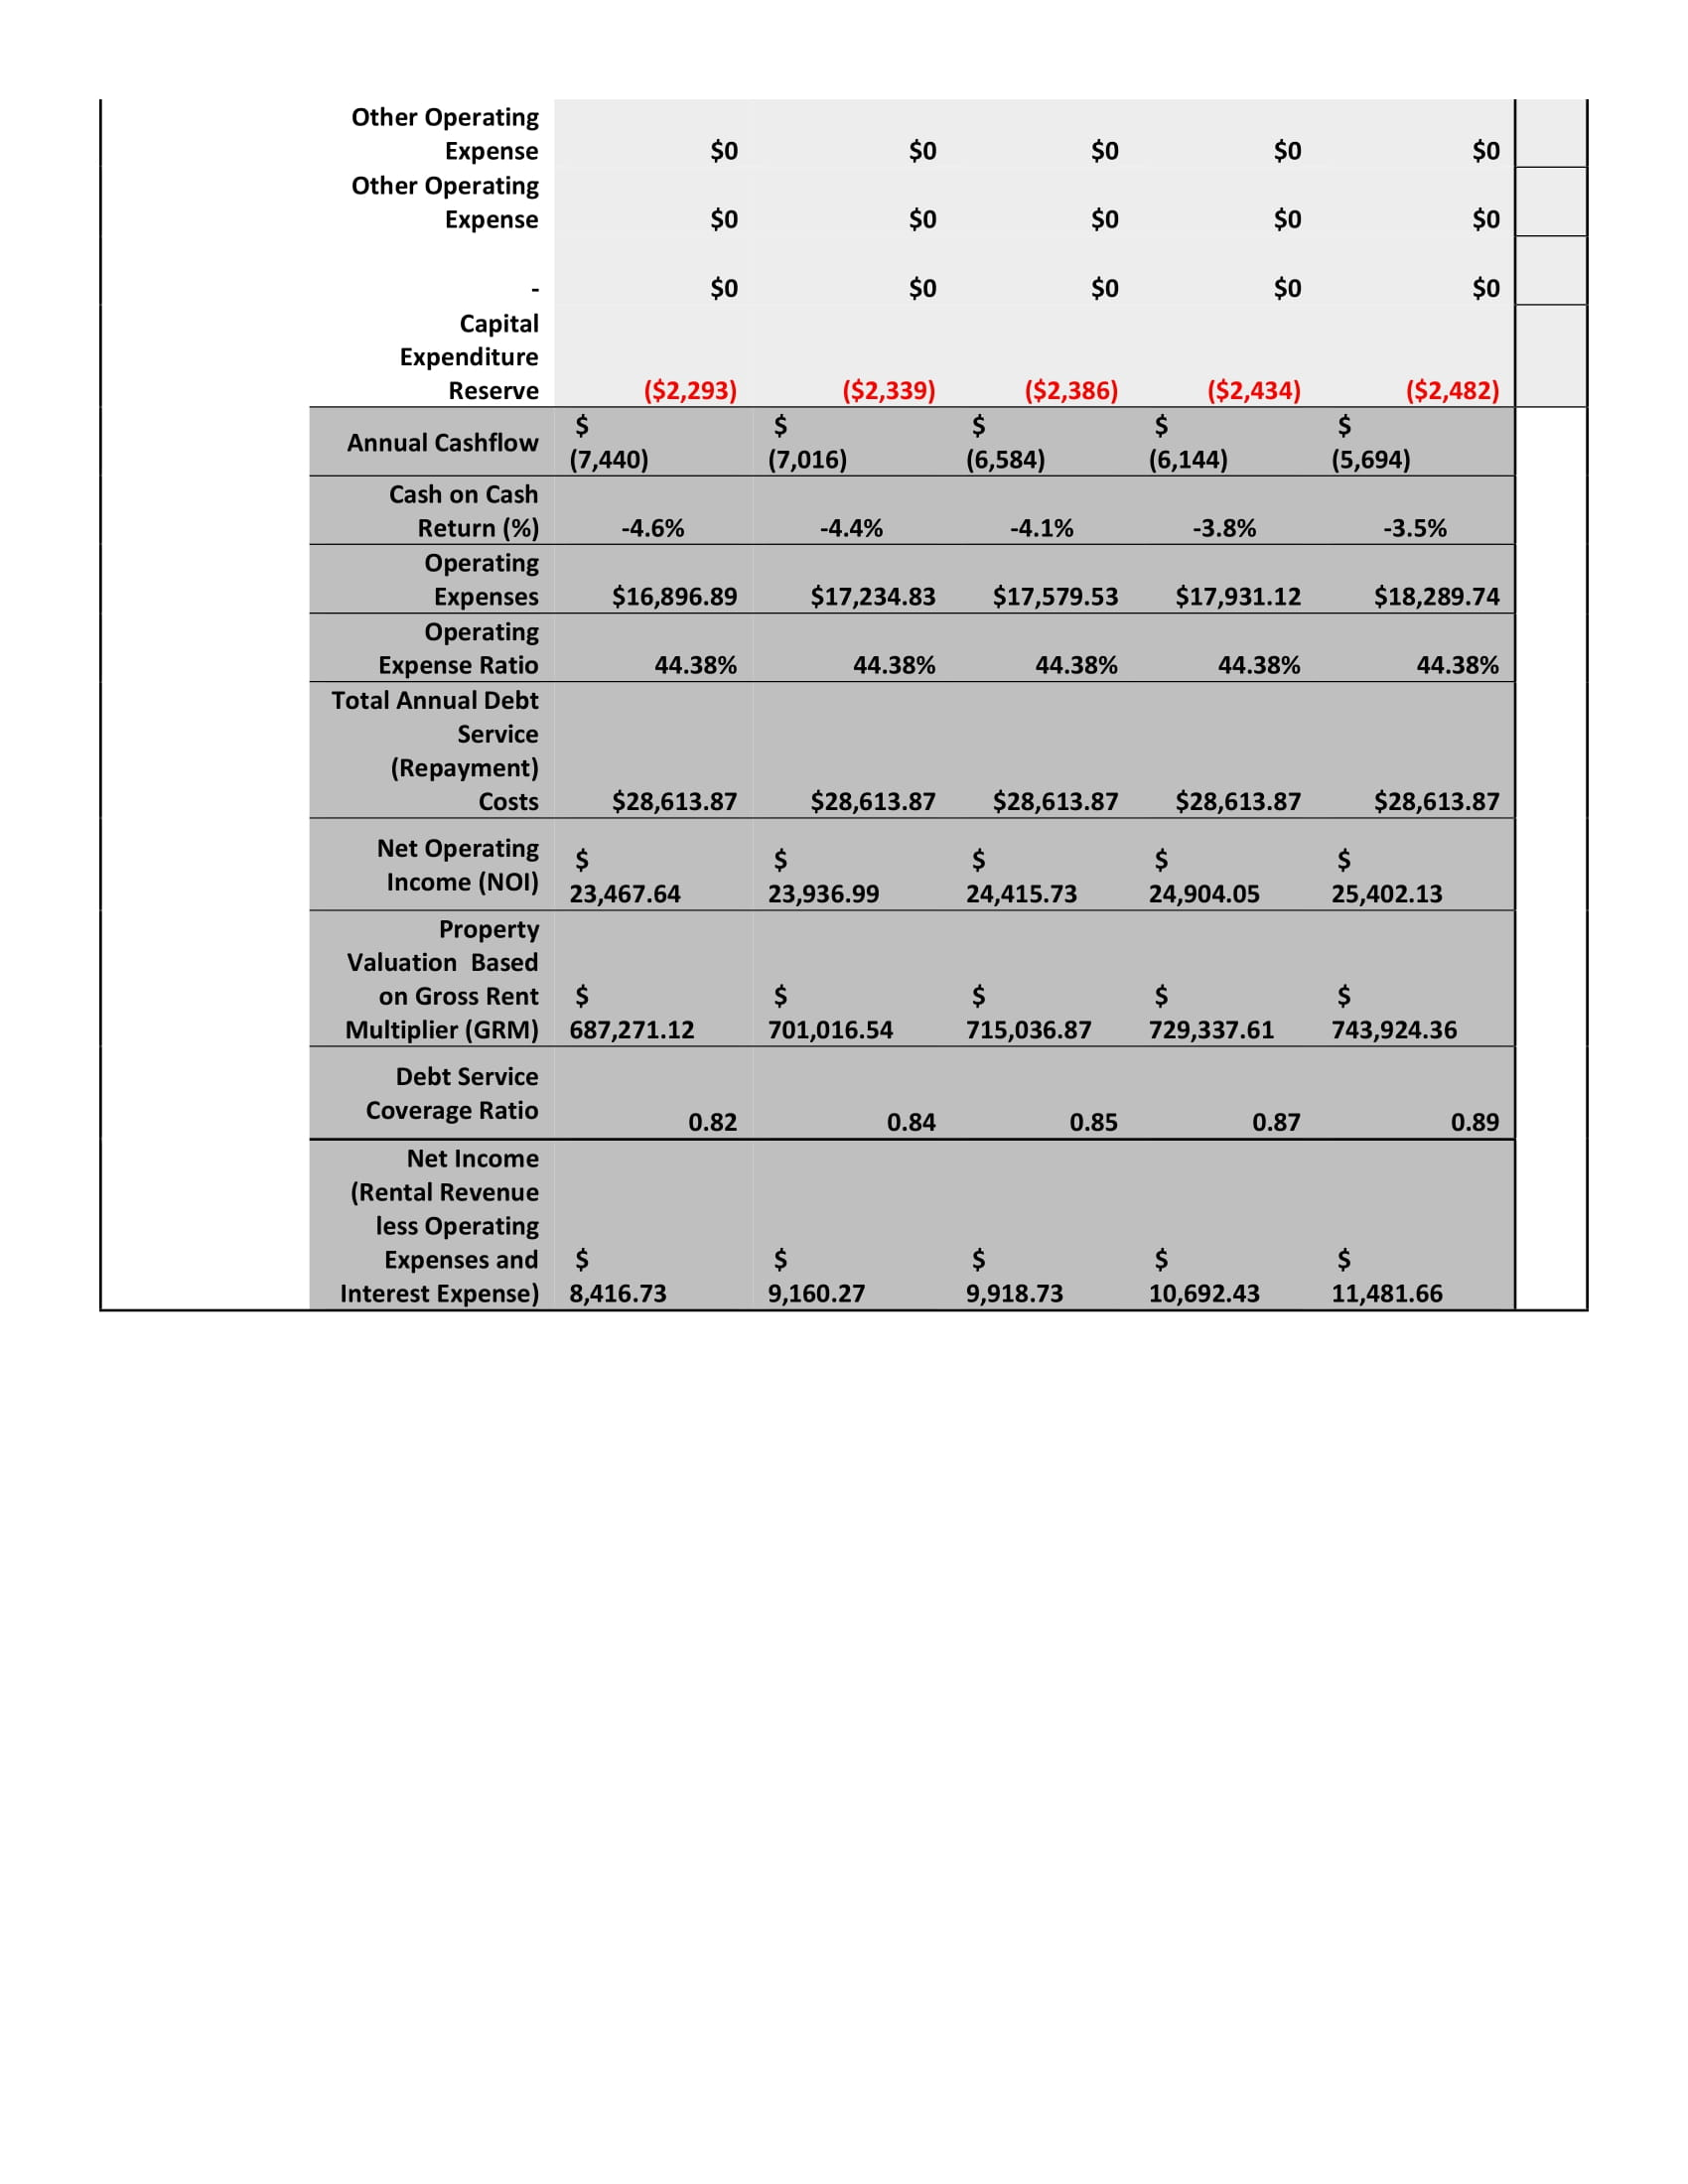 Other Operating
Expense $0 $0 $0 $0 $0
Other Operating
Expense $0 $0 $0 $0 $0
- $0 $0 $0 $0 $0
Capital
Expenditure
Reserve ($2,293) ($2,339) ($2,386) ($2,434) ($2,482)
Annual Cashflow $ $ $ $ $
(7,440) (7,016) (6,584) (6,144) (5,694)
Cash on Cash
Return (%) -4.6% -4.4% -4.1% -3.8% -3.5%
Operating
Expenses $16,896.89 $17,234.83 $17,579.53 $17,931.12 $18,289.74
Operating
Expense Ratio 44.38% 44.38% 44.38% 44.38% 44.38%
Total Annual Debt
Service
(Repayment)
Costs $28,613.87 $28,613.87 $28,613.87 $28,613.87 $28,613.87
Net Operating $ $ $ $ $
Income (NOI) 23,467.64 23,936.99 24,415.73 24,904.05 25,402.13
Property
Valuation Based
on Gross Rent $ $ $ $ $
Multiplier (GRM) 687,271.12 701,016.54 715,036.87 729,337.61 743,924.36
Debt Service
Coverage Ratio 0.82 0.84 0.85 0.87 0.89
Net Income
(Rental Revenue
less Operating
Expenses and $ $ $ $ $
Interest Expense) 8,416.73 9,160.27 9,918.73 10,692.43 11,481.66